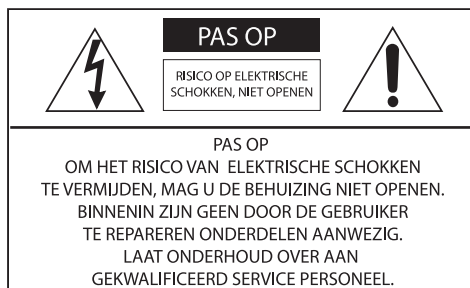 PAS OP
RISICO OP ELEKTRISCHE
SCHOKKEN, NIET OPENEN
PAS OP
OM HET RISICO VAN ELEKTRISCHE SCHOKKEN
TE VERMIJDEN, MAG U DE BEHUIZING NIET OPENEN.
BINNENIN ZIJN GEEN DOOR DE GEBRUIKER
TE REPAREREN ONDERDELEN AANWEZIG.
LAAT ONDERHOUD OVER AAN
GEKWALIFICEERD SERVICE PERSONEEL.